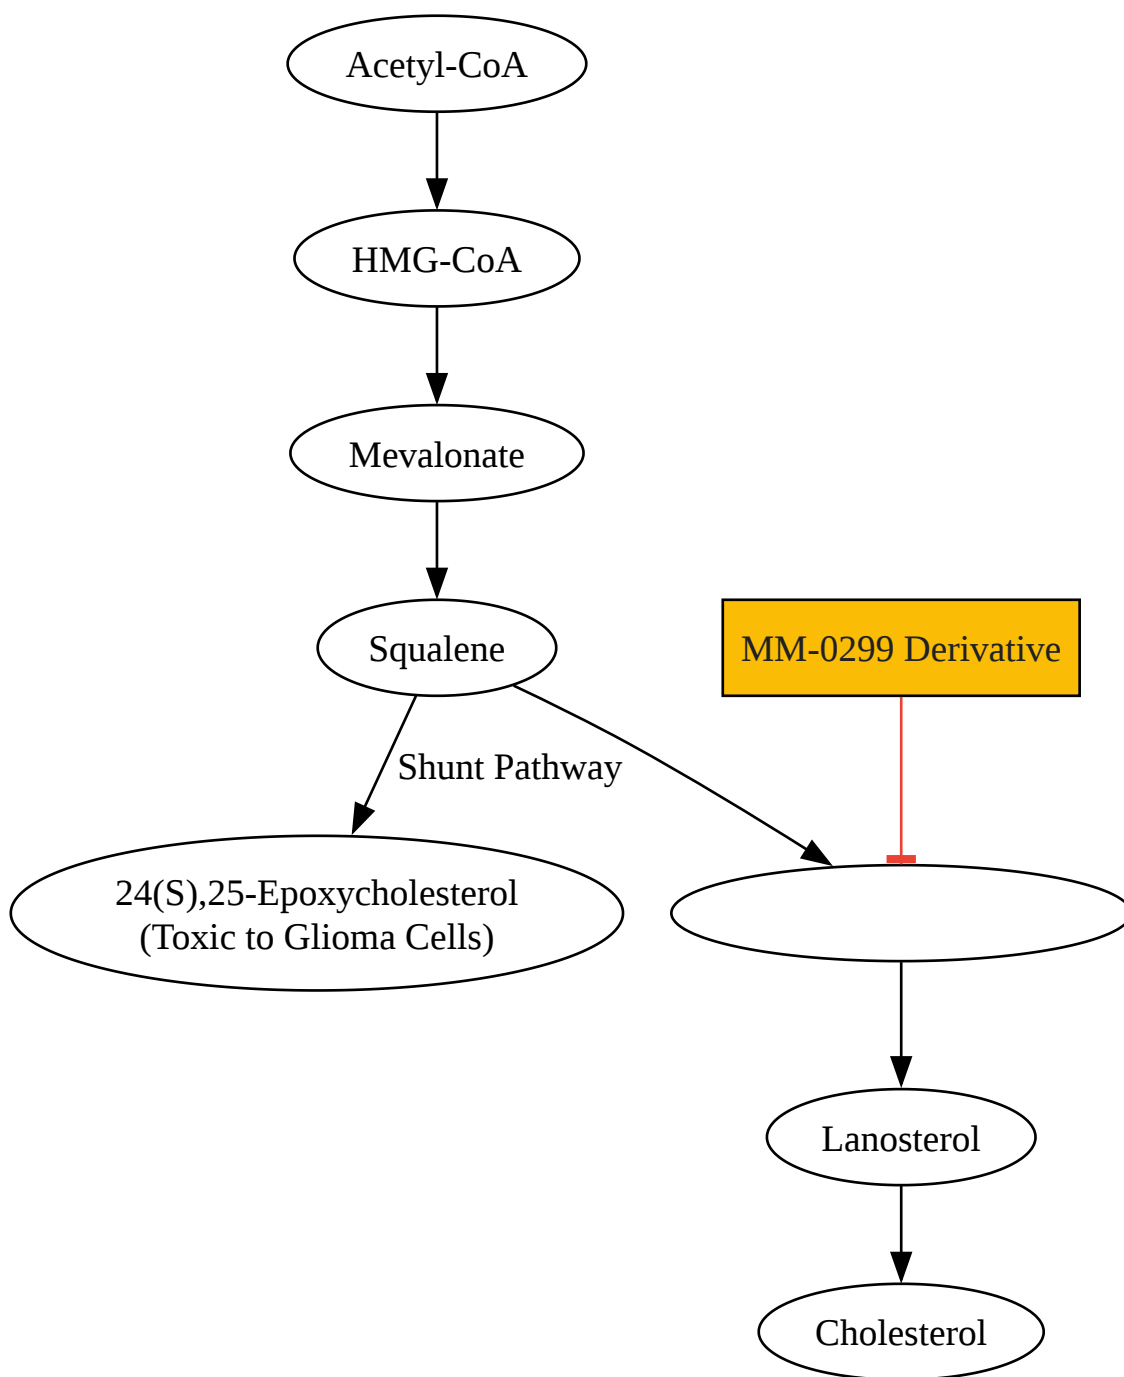 Acetyl-CoA
HMG-CoA
Mevalonate
Squalene
MM-0299 Derivative
Shunt Pathway
24(S),25-Epoxycholesterol
(Toxic to Glioma Cells)
Lanosterol
Cholesterol